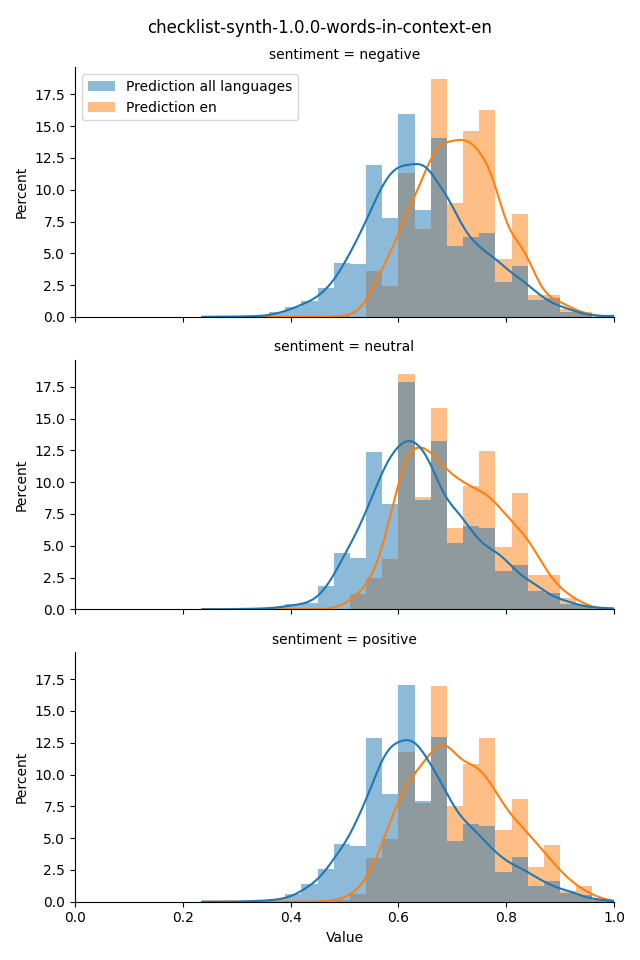 checklist-synth-1.0.0-words-in-context-en
sentiment = negative
Prediction all languages
Prediction en
17.5
15.0
12.5
10.0
7.5
5.0
2.5
0.0
Percent
sentiment = neutral
17.5
15.0
12.5
10.0
7.5
5.0
2.5
0.0
Percent
sentiment = positive
17.5
15.0
12.5
10.0
7.5
5.0
2.5
0.0
Percent
0.0 0.2 0.4 0.6 0.8 1.0
Value